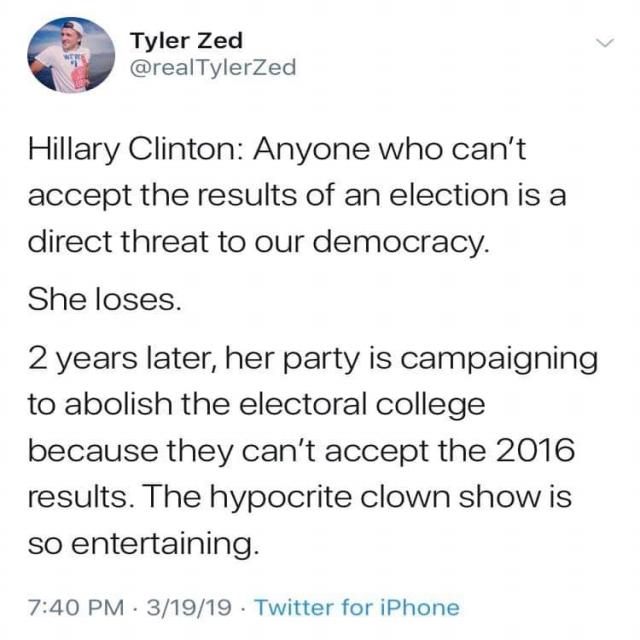 Tyler Zed
@realTylerZed
Hillary Clinton: Anyone who can't
accept the results of an election is a
direct threat to our democracy.
She loses.
2 years later, her party is campaigning
to abolish the electoral college
because they can't accept the 2016
results. The hypocrite clown show is
so entertaining.
7:40 PM · 3/19/19 · Twitter for iPhone